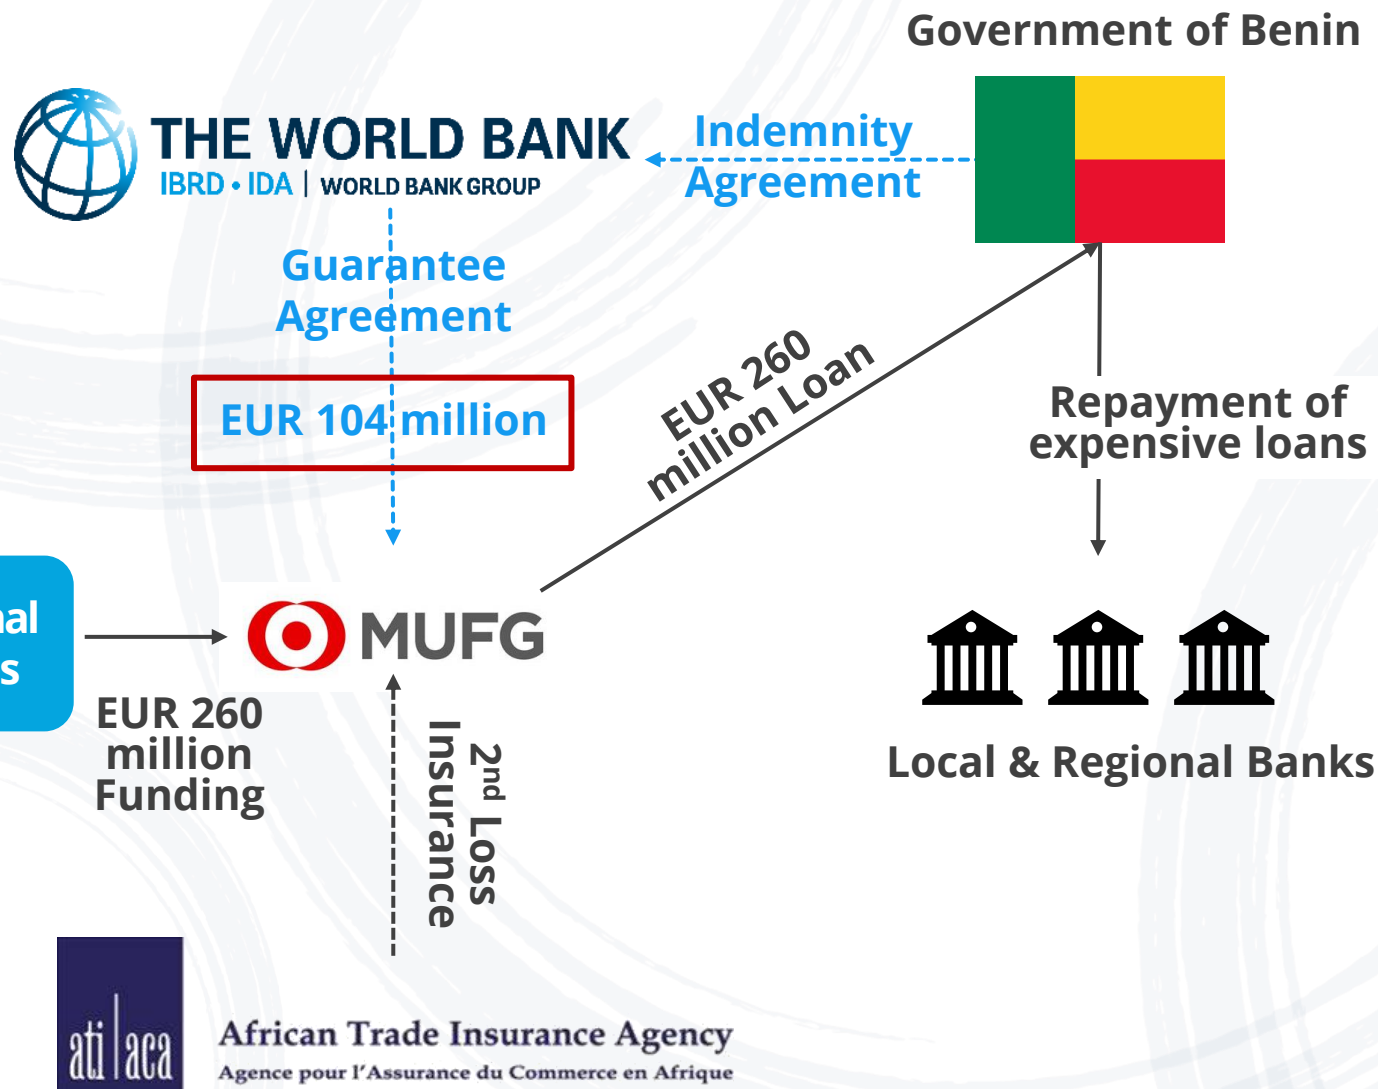 Government of Benin
THE WORLD BANK
IBRD • IDA | WORLD BANK GROUP
Indemnity
Agreement
Guarantee
Agreement
EUR 104 million
EUR 260
million Loan
Repayment of
expensive loans
MUFG
EUR 260
million
Funding
2nd Loss
Insurance
Local & Regional Banks
ati aca
African Trade Insurance Agency
Agence pour l'Assurance du Commerce en Afrique